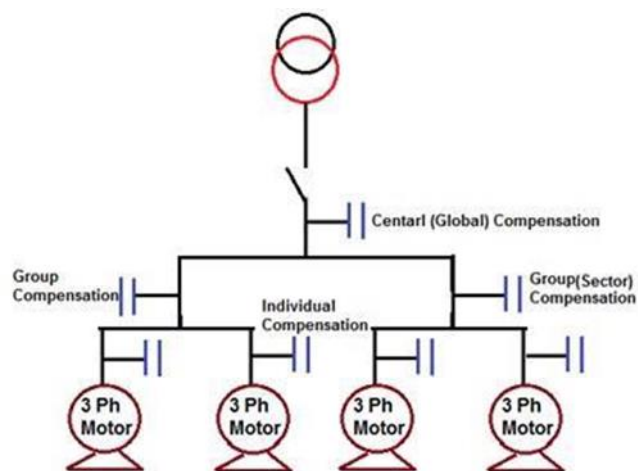 Centarl (Global) Compensation
Group
Compensation
Group(Sector)
Compensation
Individual
Compensation
3 Ph
Motor
3 Ph
Motor
3 Ph
Motor
3 Ph
Motor